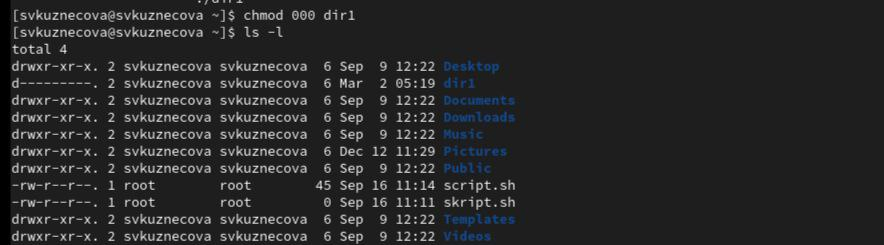 ./dir1
[svkuznecova@svkuznecova ~]$ chmod 000 dir1
[svkuznecova@svkuznecova ~]$ ls -l
total 4
drwxr-xr-x. 2 svkuznecova svkuznecova  6 Sep  9 12:22 Desktop
d---------. 2 svkuznecova svkuznecova  6 Mar  2 05:19 dir1
drwxr-xr-x. 2 svkuznecova svkuznecova  6 Sep  9 12:22 Documents
drwxr-xr-x. 2 svkuznecova svkuznecova  6 Sep  9 12:22 Downloads
drwxr-xr-x. 2 svkuznecova svkuznecova  6 Sep  9 12:22 Music
drwxr-xr-x. 2 svkuznecova svkuznecova  6 Dec 12 11:29 Pictures
drwxr-xr-x. 2 svkuznecova svkuznecova  6 Sep  9 12:22 Public
-rw-r--r--. 1 root        root        45 Sep 16 11:14 script.sh
-rw-r--r--. 1 root        root         0 Sep 16 11:11 skript.sh
drwxr-xr-x. 2 svkuznecova svkuznecova  6 Sep  9 12:22 Templates
drwxr-xr-x. 2 svkuznecova svkuznecova  6 Sep  9 12:22 Videos